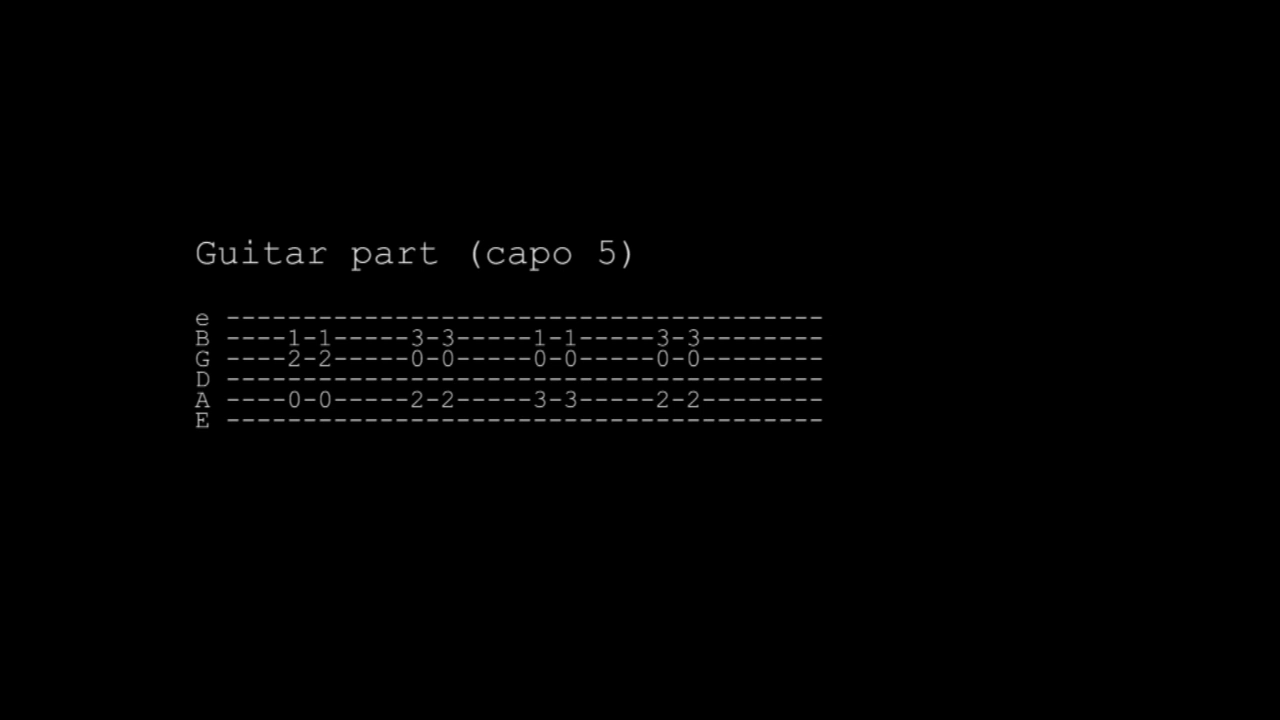 Guitar part (capo 5)
e ---------------------------------------
B ----1-1-----3-3-----1-1-----3-3--------
G ----2-2-----0-0-----0-0-----0-0--------
D ---------------------------------------
A ----0-0-----2-2-----3-3-----2-2--------
E ---------------------------------------